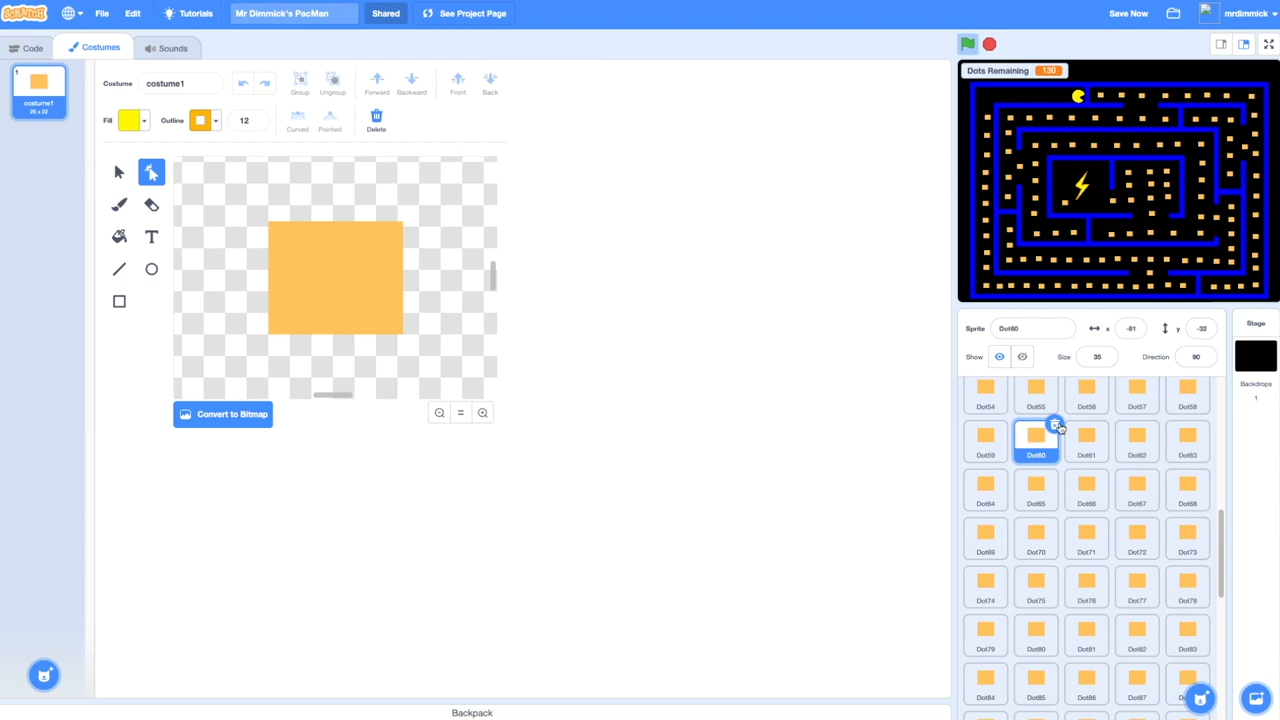 SCRATCH File Edit Tutorials Mr Dimmick's PacMan Shared See Project Page Save Now mrdimmick
Code Costumes Sounds
1
costume1
26 x 22
Costume costume1 Group Ungroup Forward Backward Front Back
Fill Outline 12 Curved Pointed Delete
Convert to Bitmap
Backpack
Dots Remaining 130
Sprite Dot60 x -81 y -32
Show Size 35 Direction 90
Dot54 Dot55 Dot56 Dot57 Dot58
Dot59 Dot60 Dot61 Dot62 Dot63
Dot64 Dot65 Dot66 Dot67 Dot68
Dot69 Dot70 Dot71 Dot72 Dot73
Dot74 Dot75 Dot76 Dot77 Dot78
Dot79 Dot80 Dot81 Dot82 Dot83
Dot84 Dot85 Dot86 Dot87
Stage
Backdrops
1